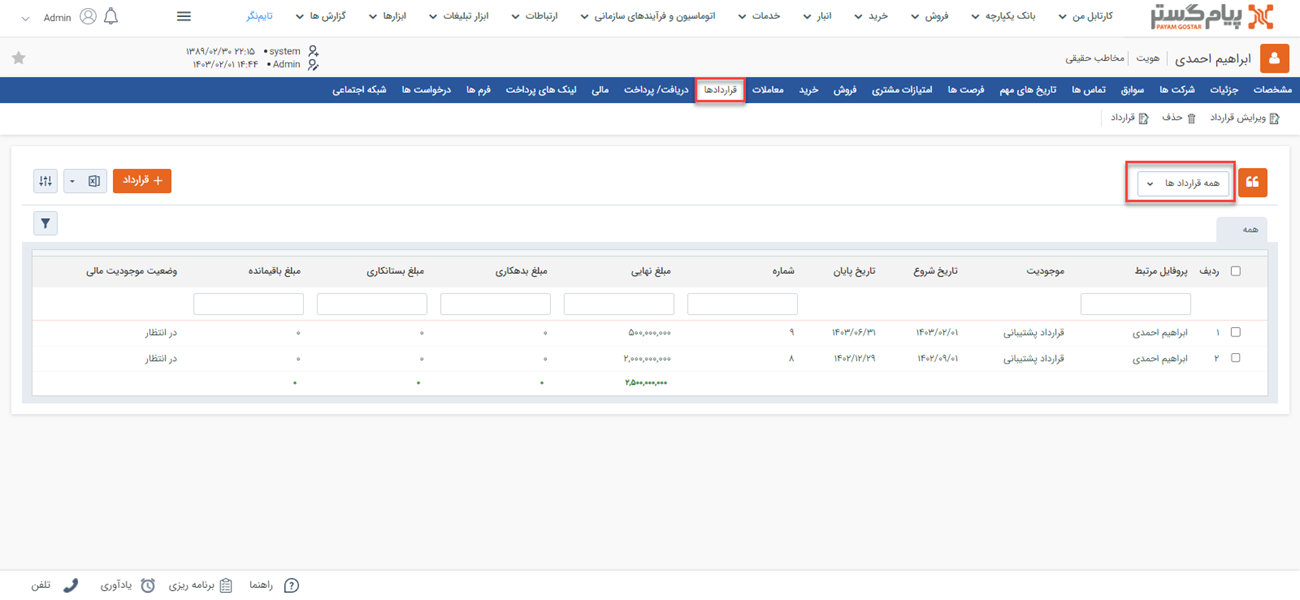 پیام‌گستر کارتابل من بانک یکپارچه فروش خرید انبار خدمات اتوماسیون و فرآیندهای سازمانی ارتباطات ابزار تبلیغات ابزارها گزارش ها تایم‌نگر Admin
PAYAM GOSTAR
ابراهیم احمدی هویت مخاطب حقیقی
system • ۱۳۸۹/۰۲/۳۰ ۲۲:۱۵
Admin • ۱۴۰۳/۰۲/۰۱ ۱۴:۴۴
مشخصات جزئیات شرکت ها سوابق تماس ها تاریخ های مهم فرصت ها امتیازات مشتری فروش خرید معاملات قراردادها دریافت/ پرداخت مالی لینک های پرداخت فرم ها درخواست ها شبکه اجتماعی
ویرایش قرارداد حذف قرارداد
همه قرارداد ها + قرارداد
همه
ردیف پروفایل مرتبط موجودیت تاریخ شروع تاریخ پایان شماره مبلغ نهایی مبلغ بدهکاری مبلغ بستانکاری مبلغ باقیمانده وضعیت موجودیت مالی
۱ ابراهیم احمدی قرارداد پشتیبانی ۱۴۰۳/۰۲/۰۱ ۱۴۰۳/۰۶/۳۱ ۹ ۵۰۰,۰۰۰,۰۰۰ ۰ ۰ ۰ در انتظار
۲ ابراهیم احمدی قرارداد پشتیبانی ۱۴۰۲/۰۹/۰۱ ۱۴۰۲/۱۲/۲۹ ۸ ۲,۰۰۰,۰۰۰,۰۰۰ ۰ ۰ ۰ در انتظار
۲,۵۰۰,۰۰۰,۰۰۰ ۰ ۰ ۰
راهنما برنامه ریزی یادآوری تلفن